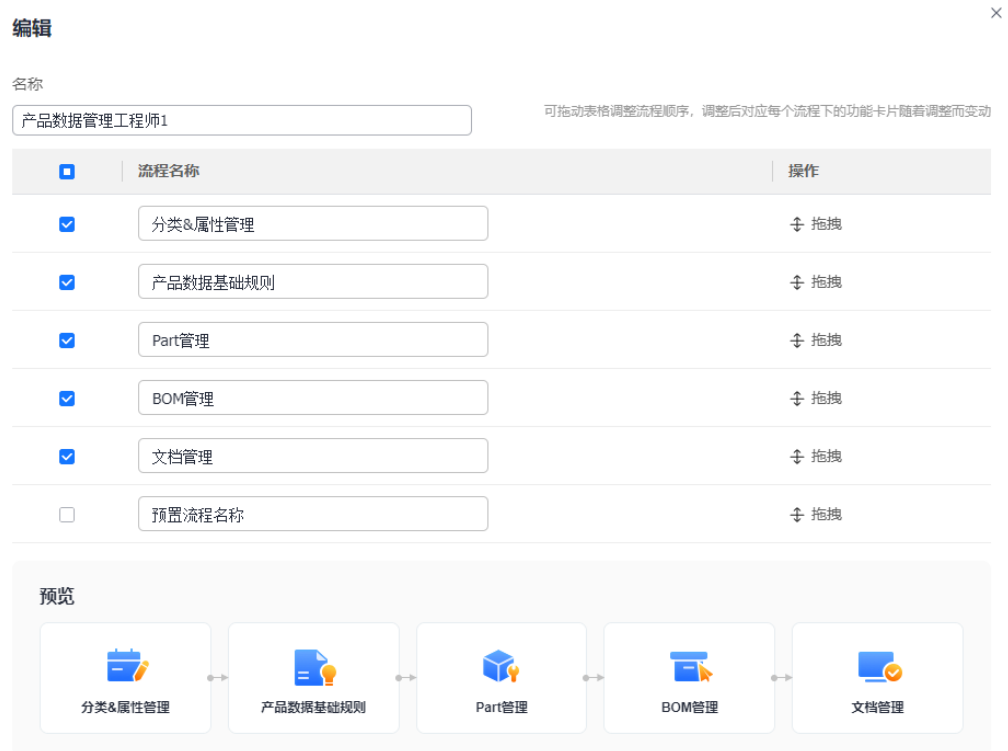 编辑
名称
产品数据管理工程师1
可拖动表格调整流程顺序，调整后对应每个流程下的功能卡片随着调整而变动
流程名称 操作
分类&属性管理 拖拽
产品数据基础规则 拖拽
Part管理 拖拽
BOM管理 拖拽
文档管理 拖拽
预置流程名称 拖拽
预览
分类&属性管理 产品数据基础规则 Part管理 BOM管理 文档管理